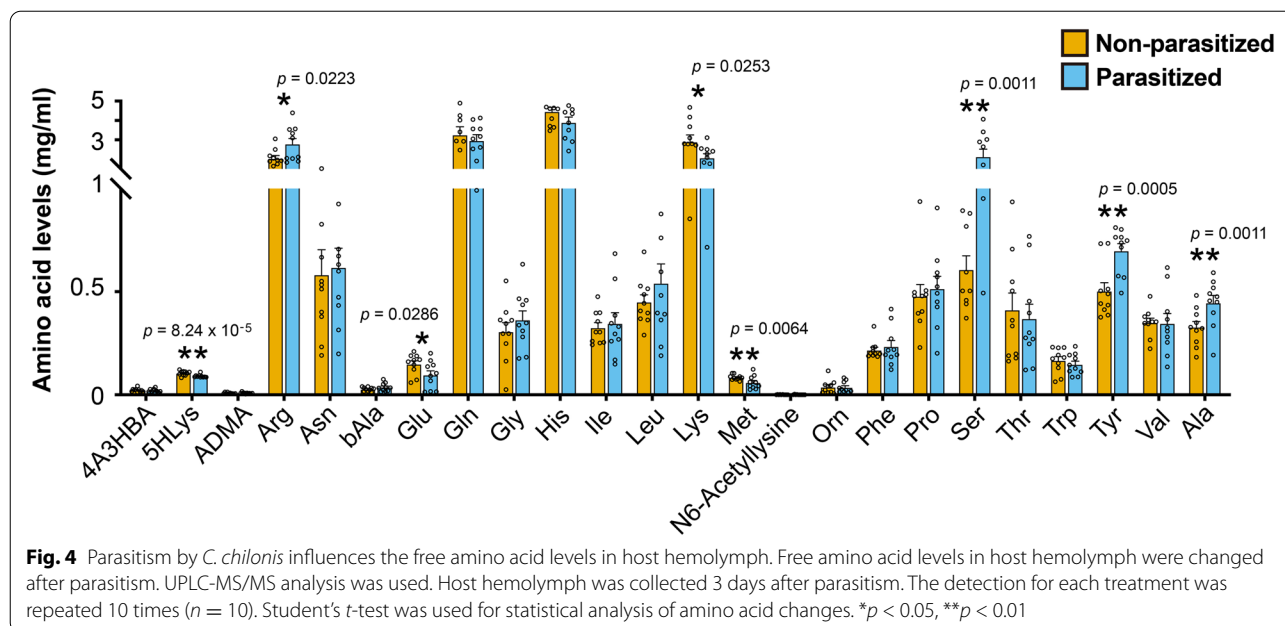 Non-parasitized
Parasitized
p = 0.0223
p = 0.0253
p = 0.0011
p = 0.0005
p = 0.0011
p = 8.24 x 10⁻⁵
p = 0.0286
p = 0.0064
*
*
**
**
**
**
*
**
Amino acid levels (mg/ml)
5
3
1
0.5
0
4A3HBA
5HLys
ADMA
Arg
Asn
bAla
Glu
Gln
Gly
His
Ile
Leu
Lys
Met
N6-Acetyllysine
Orn
Phe
Pro
Ser
Thr
Trp
Tyr
Val
Ala
Fig. 4 Parasitism by C. chilonis influences the free amino acid levels in host hemolymph. Free amino acid levels in host hemolymph were changed
after parasitism. UPLC-MS/MS analysis was used. Host hemolymph was collected 3 days after parasitism. The detection for each treatment was
repeated 10 times (n = 10). Student’s t-test was used for statistical analysis of amino acid changes. *p < 0.05, **p < 0.01